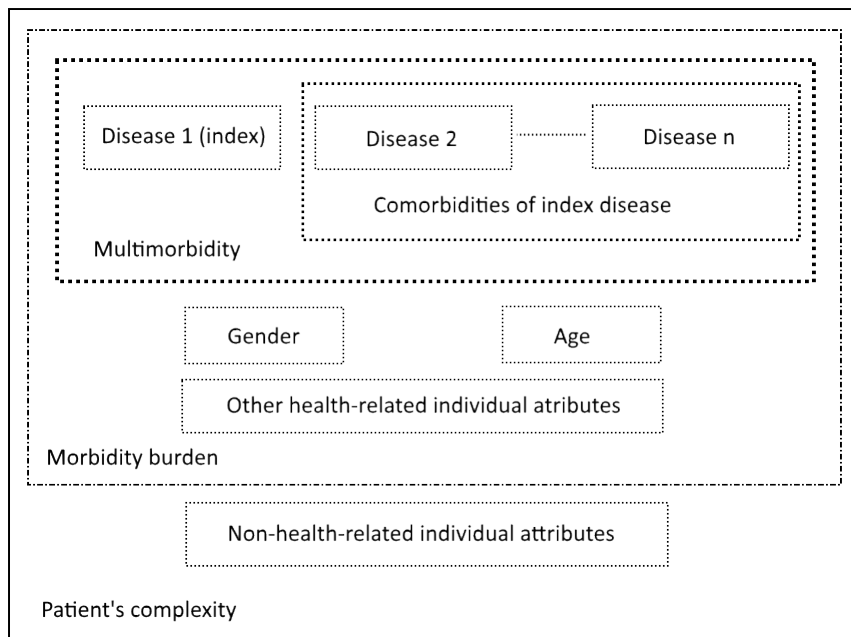 Disease 1 (index)
Disease 2
Disease n
Comorbidities of index disease
Multimorbidity
Gender
Age
Other health-related individual atributes
Morbidity burden
Non-health-related individual attributes
Patient's complexity